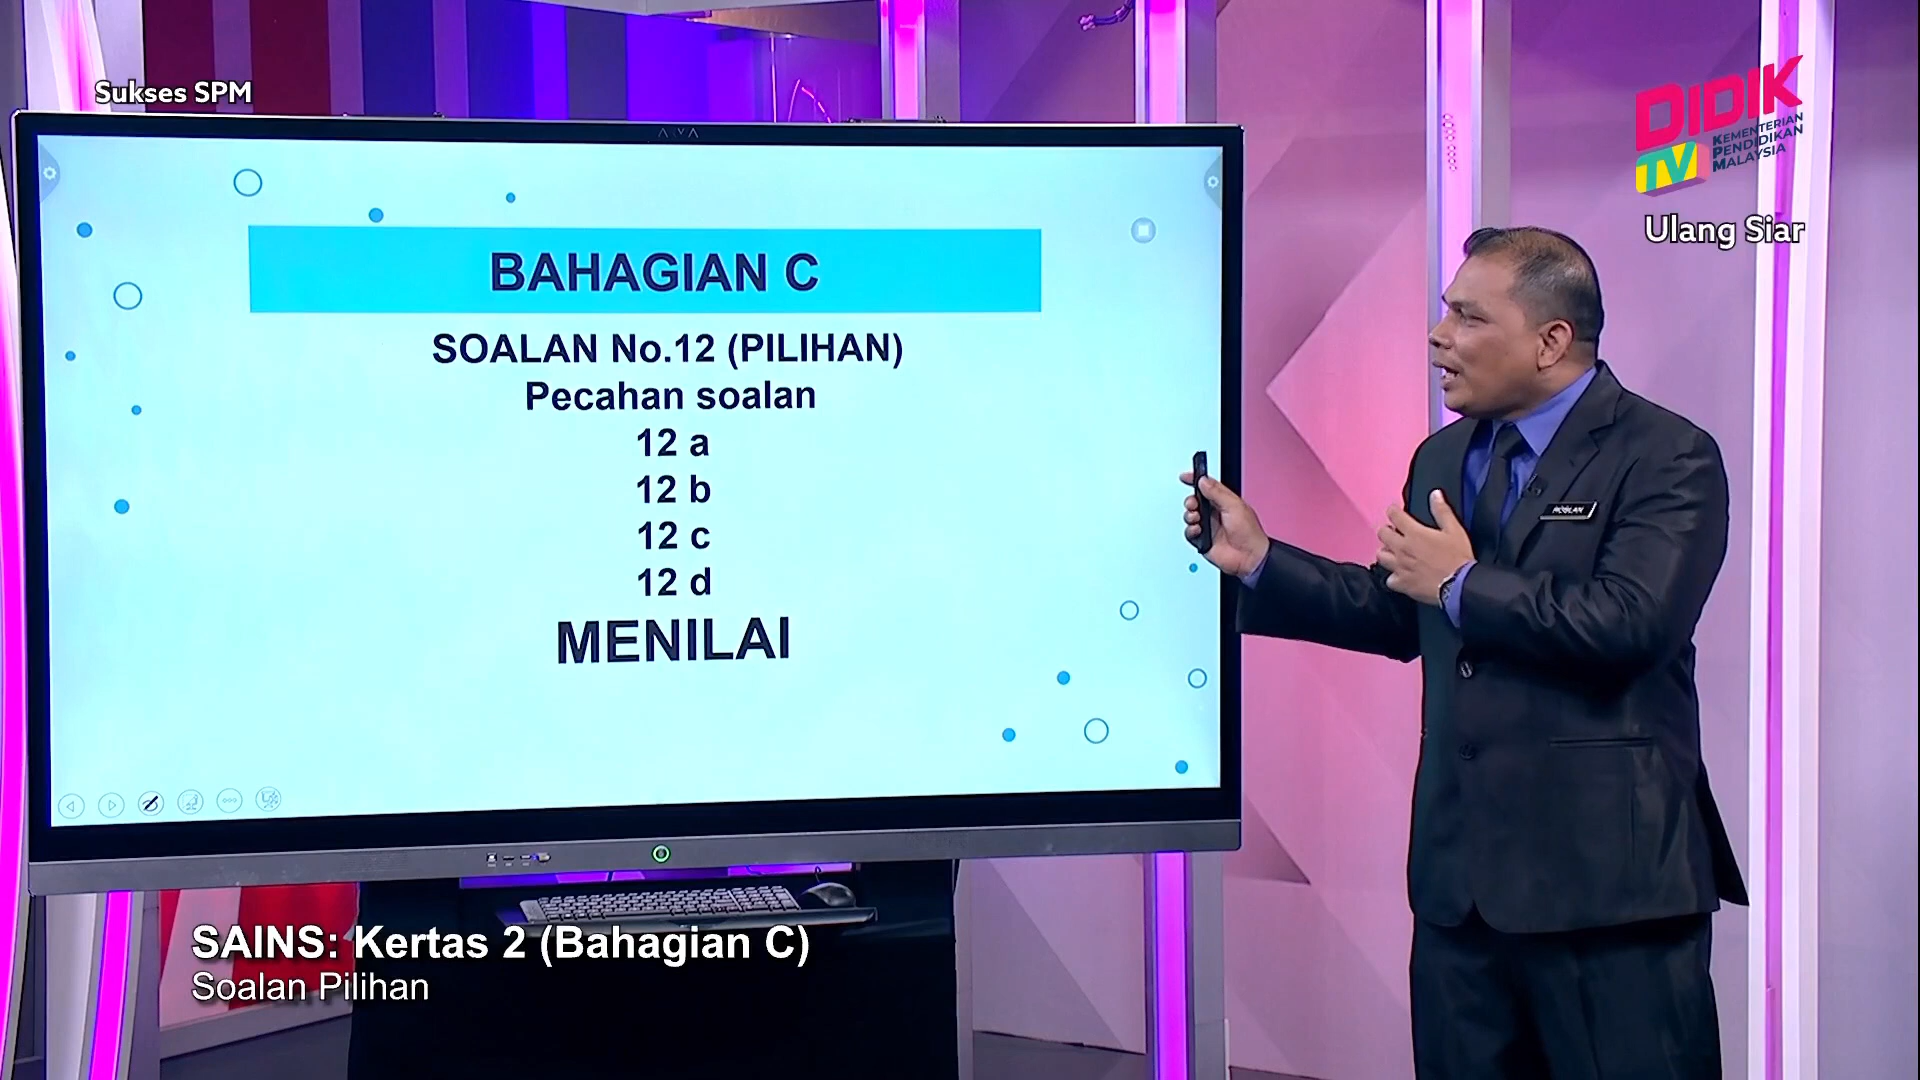 Sukses SPM
DIDIK
TV
KEMENTERIAN
PENDIDIKAN
MALAYSIA
Ulang Siar
BAHAGIAN C
SOALAN No.12 (PILIHAN)
Pecahan soalan
12 a
12 b
12 c
12 d
MENILAI
ROSLAN
SAINS: Kertas 2 (Bahagian C)
Soalan Pilihan